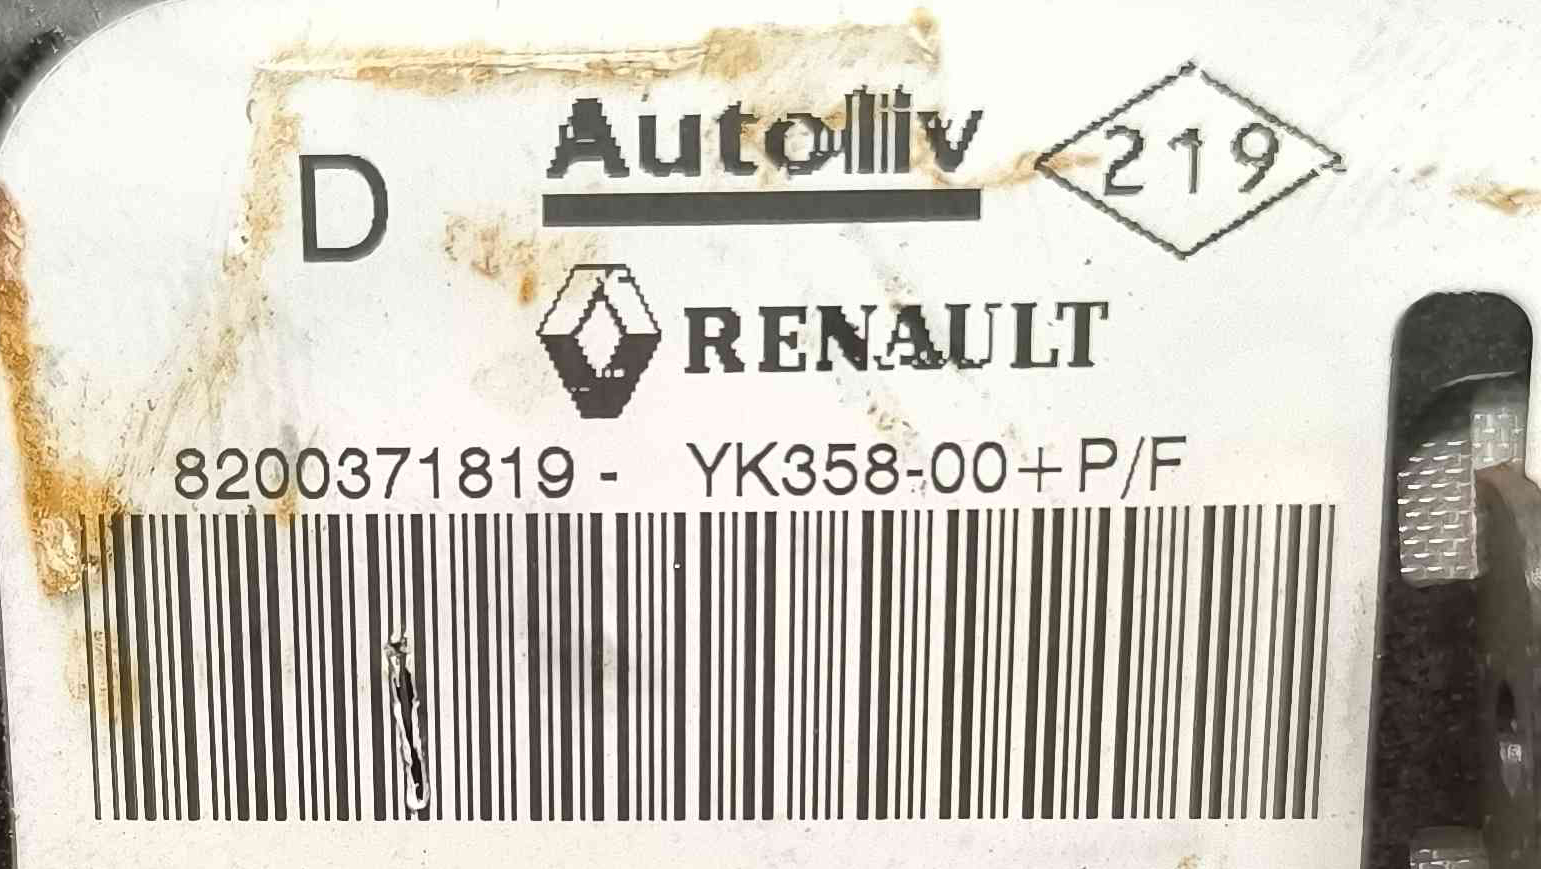 D
Autoliv
219
RENAULT
8200371819 - YK358-00+P/F